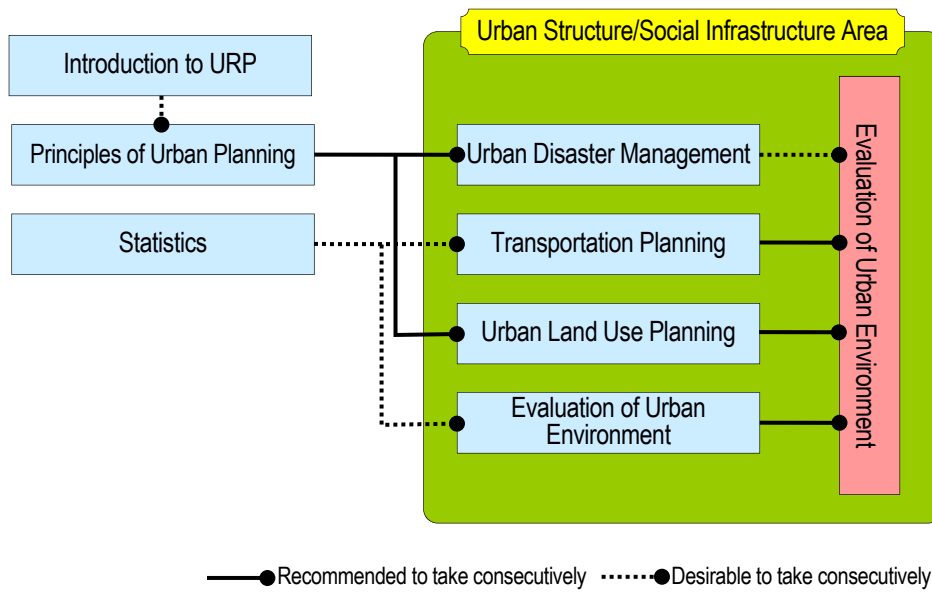 Urban Structure/Social Infrastructure Area
Introduction to URP
Principles of Urban Planning
Statistics
Urban Disaster Management
Transportation Planning
Urban Land Use Planning
Evaluation of Urban
Environment
Evaluation of Urban Environment
Recommended to take consecutively
Desirable to take consecutively